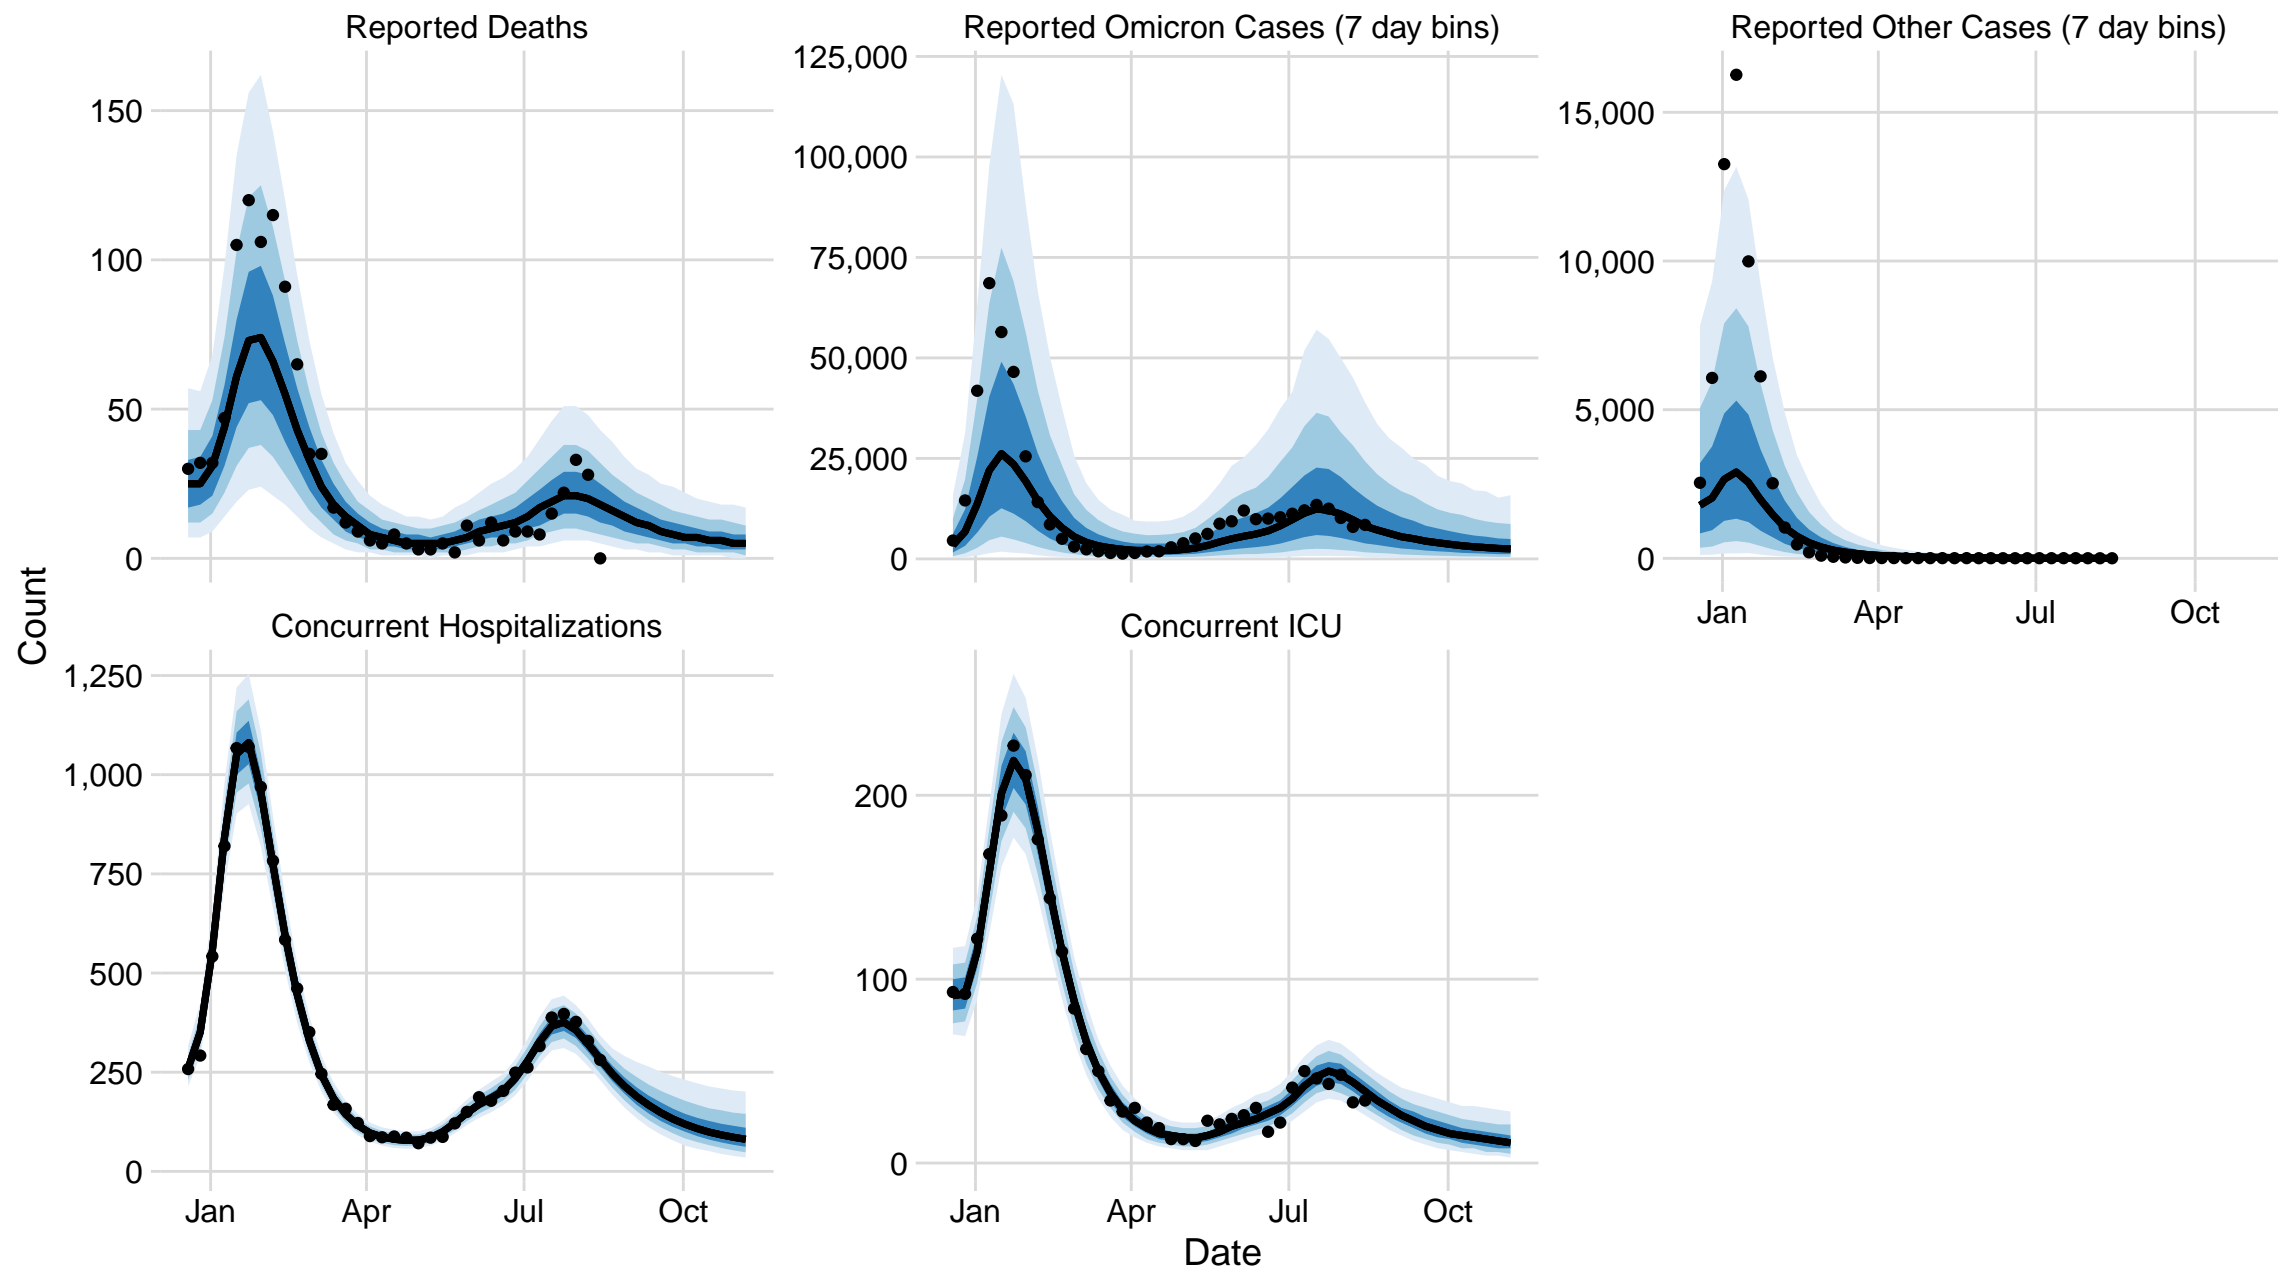 Reported Deaths
Reported Omicron Cases (7 day bins)
Reported Other Cases (7 day bins)
150
100
50
0
125,000
100,000
75,000
50,000
25,000
0
15,000
10,000
5,000
0
Jan Apr Jul Oct
Count
Concurrent Hospitalizations
Concurrent ICU
1,250
1,000
750
500
250
0
200
100
0
Jan Apr Jul Oct
Jan Apr Jul Oct
Date